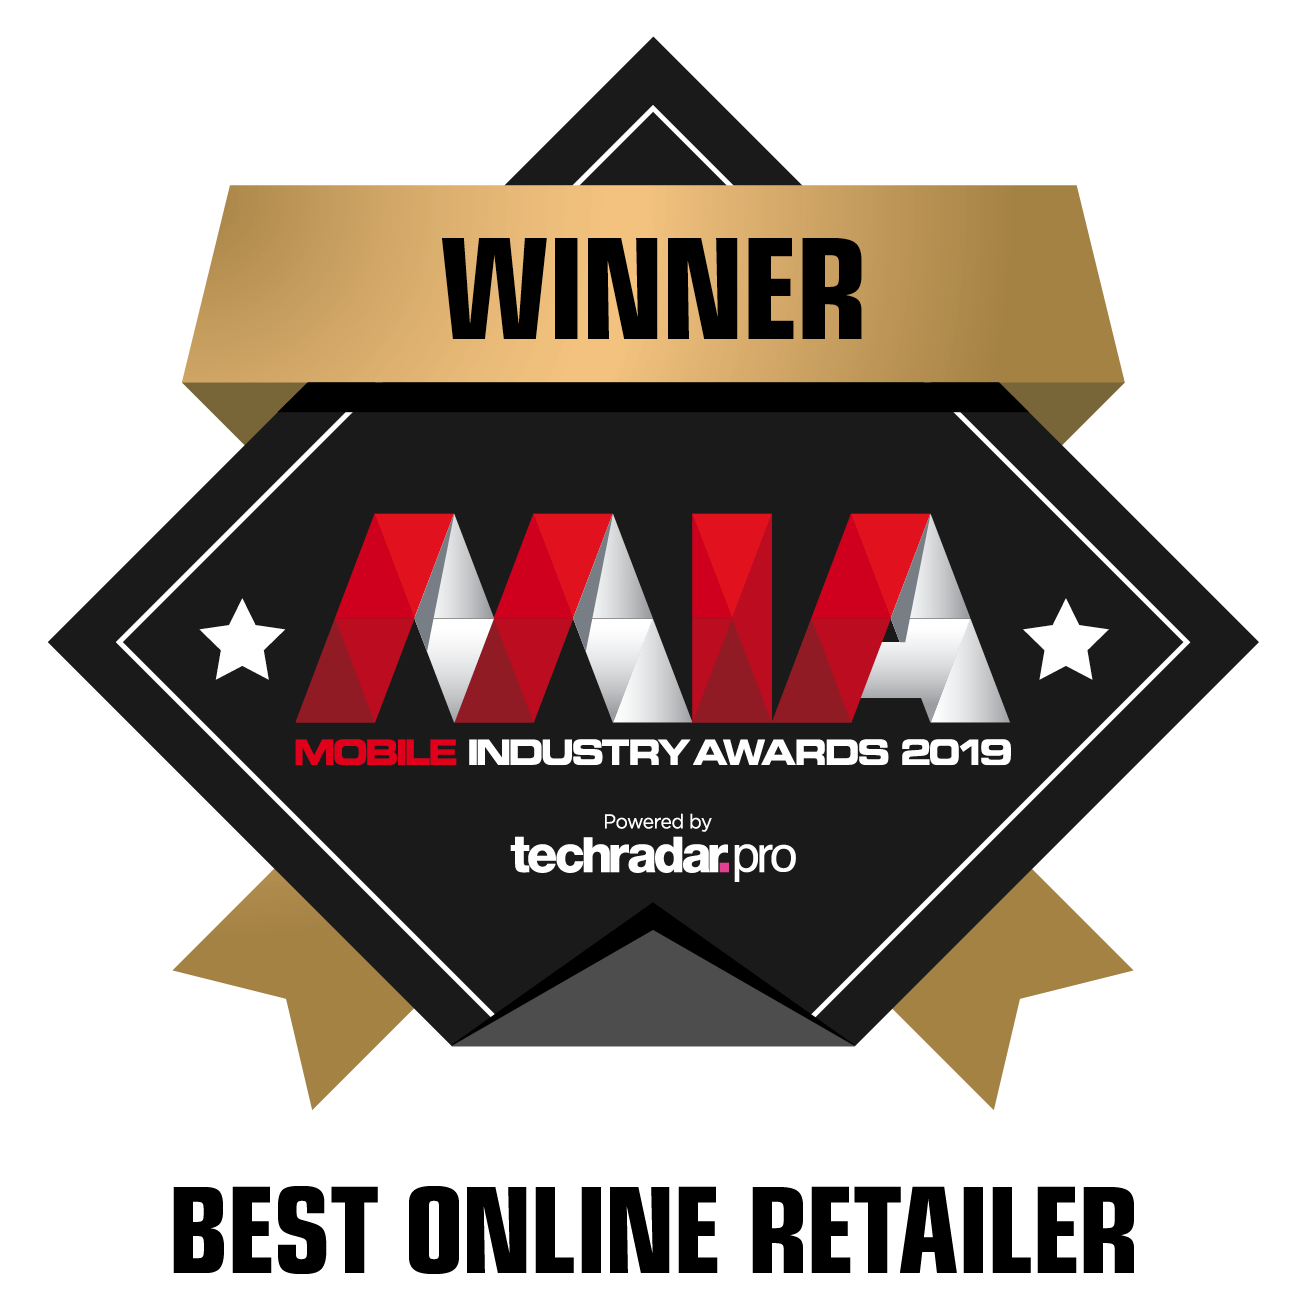 WINNER
MIA
MOBILE INDUSTRY AWARDS 2019
Powered by
techradar.pro
BEST ONLINE RETAILER